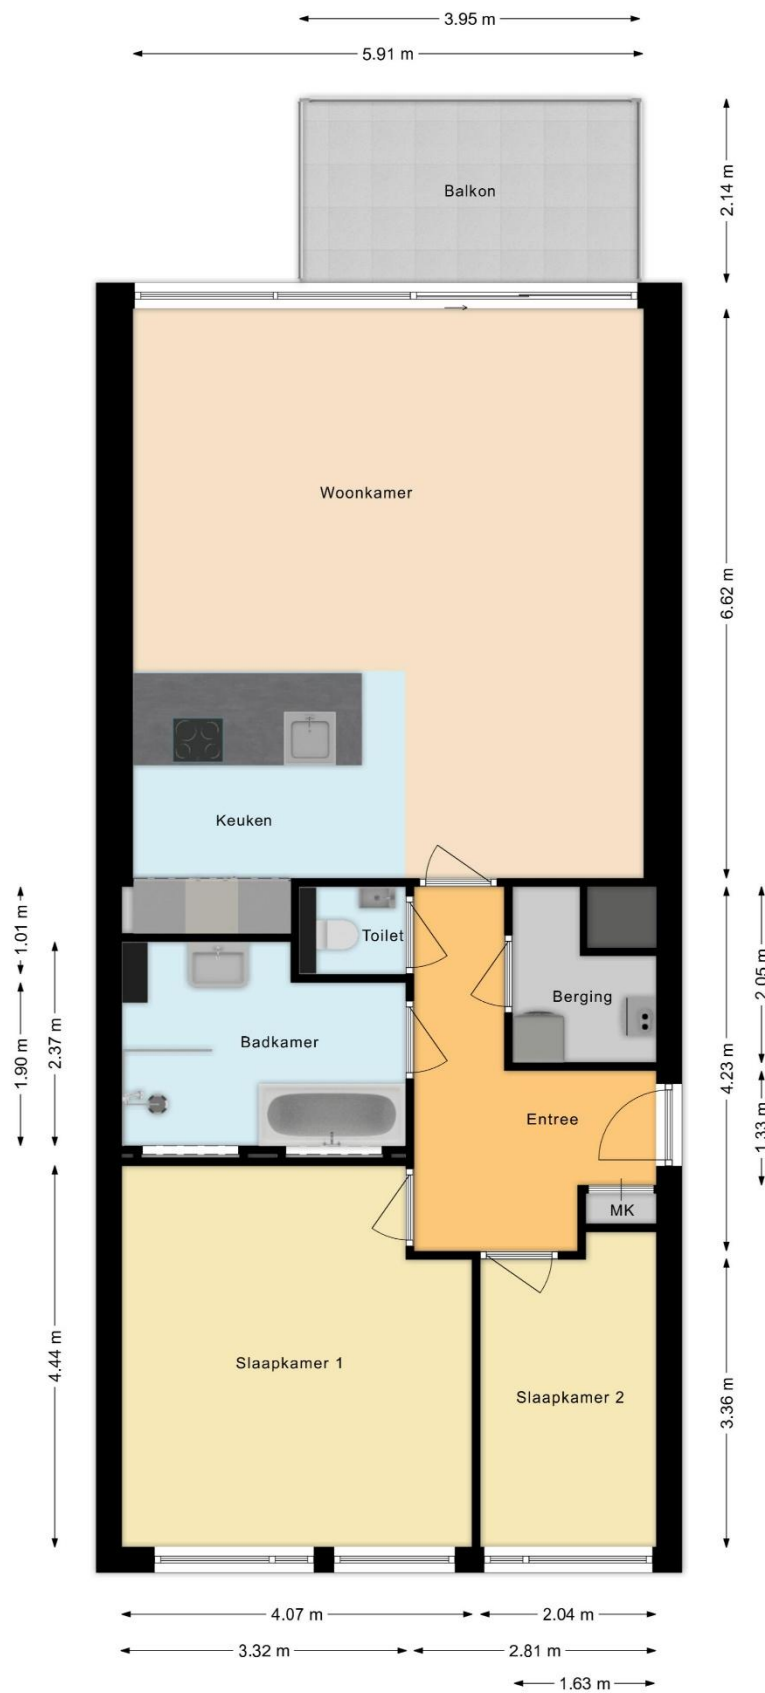 3.95 m
5.91 m
Balkon
2.14 m
Woonkamer
6.62 m
Keuken
Toilet
1.01 m
Berging
2.05 m
Badkamer
1.90 m
2.37 m
4.23 m
Entree
1.33 m
MK
Slaapkamer 1
4.44 m
Slaapkamer 2
3.36 m
4.07 m
2.04 m
3.32 m
2.81 m
1.63 m